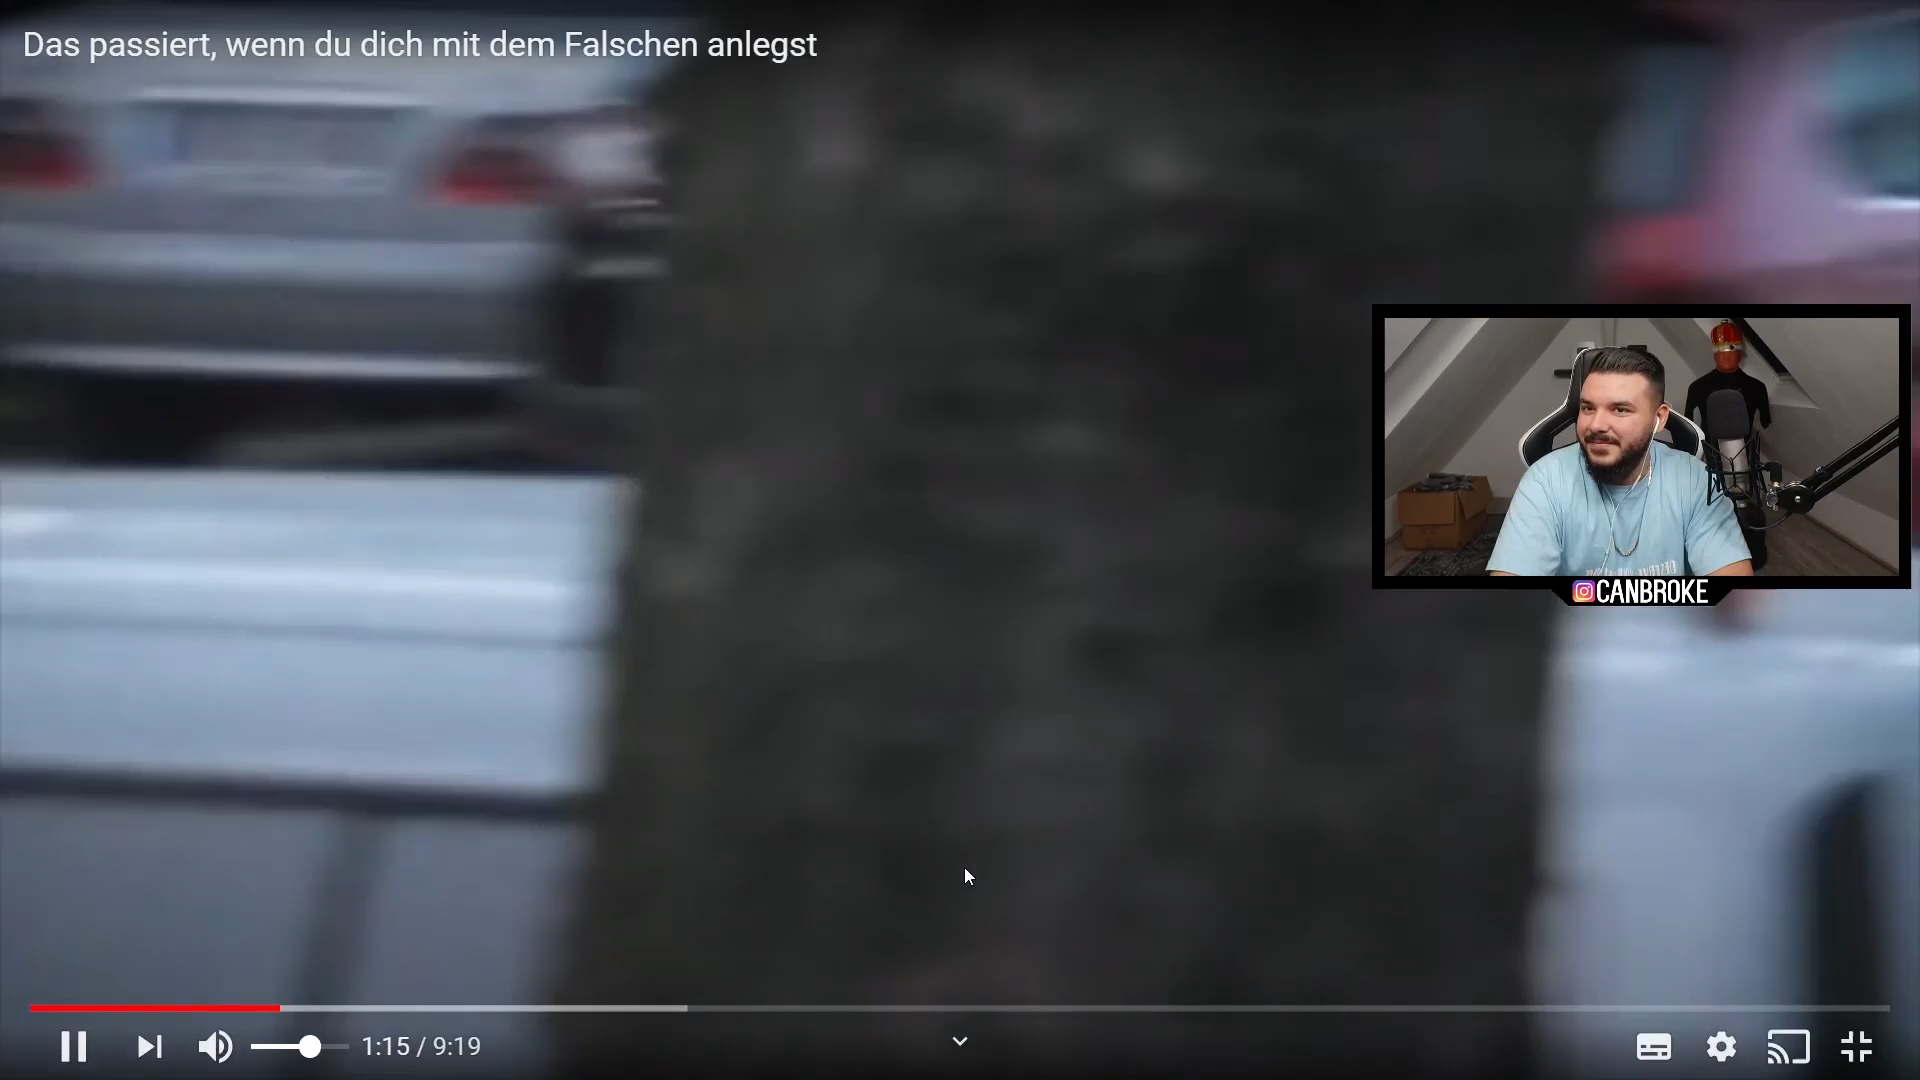 Das passiert, wenn du dich mit dem Falschen anlegst
CANBROKE
1:15 / 9:19